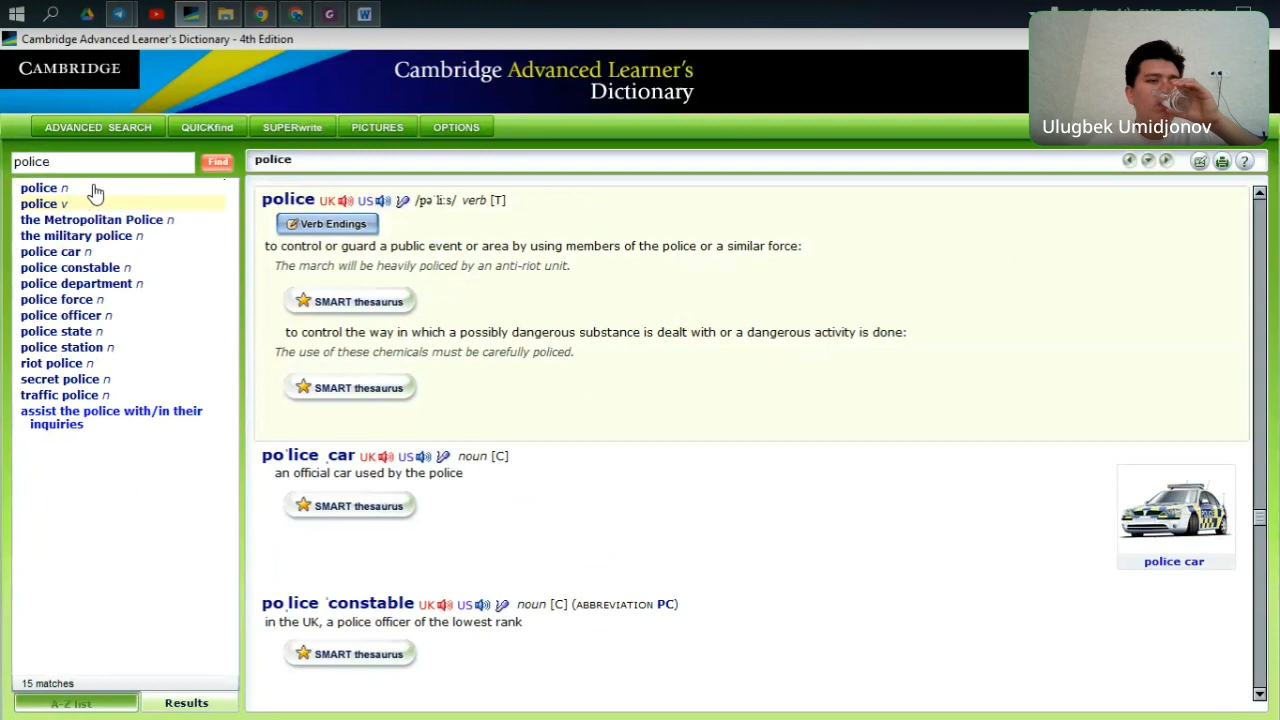 Cambridge Advanced Learner's Dictionary - 4th Edition
CAMBRIDGE
Cambridge Advanced Learner's
Dictionary
Ulugbek Umidjonov
ADVANCED SEARCH QUICKfind SUPERwrite PICTURES OPTIONS
police Find
police
police n
police v
the Metropolitan Police n
the military police n
police car n
police constable n
police department n
police force n
police officer n
police state n
police station n
riot police n
secret police n
traffic police n
assist the police with/in their
inquiries
15 matches
A-Z list Results
police UK US /pəˈliːs/ verb [T]
Verb Endings
to control or guard a public event or area by using members of the police or a similar force:
The march will be heavily policed by an anti-riot unit.
SMART thesaurus
to control the way in which a possibly dangerous substance is dealt with or a dangerous activity is done:
The use of these chemicals must be carefully policed.
SMART thesaurus
poˈlice ˌcar UK US noun [C]
an official car used by the police
SMART thesaurus
police car
poˌlice ˈconstable UK US noun [C] (ABBREVIATION PC)
in the UK, a police officer of the lowest rank
SMART thesaurus